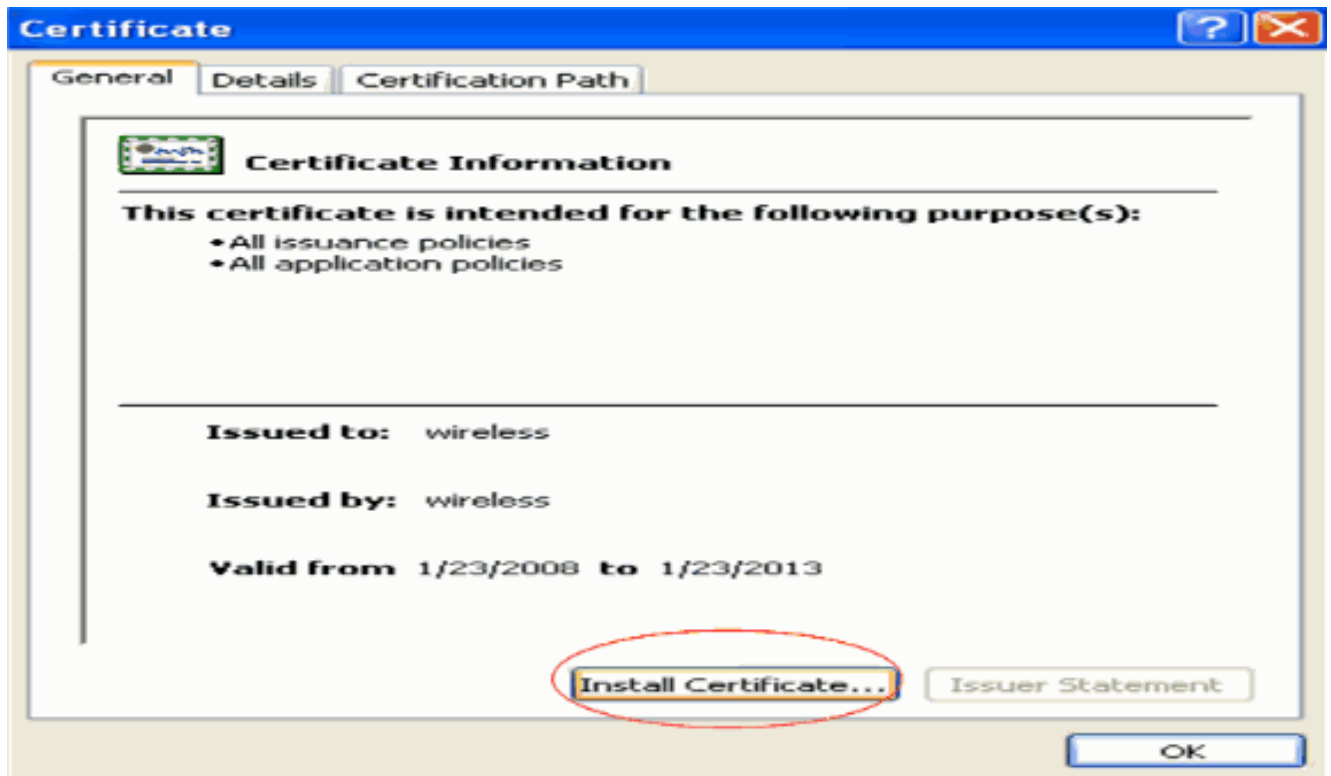 Certificate
General Details Certification Path
Certificate Information
This certificate is intended for the following purpose(s):
•All issuance policies
•All application policies
Issued to: wireless
Issued by: wireless
Valid from 1/23/2008 to 1/23/2013
Install Certificate... Issuer Statement
OK